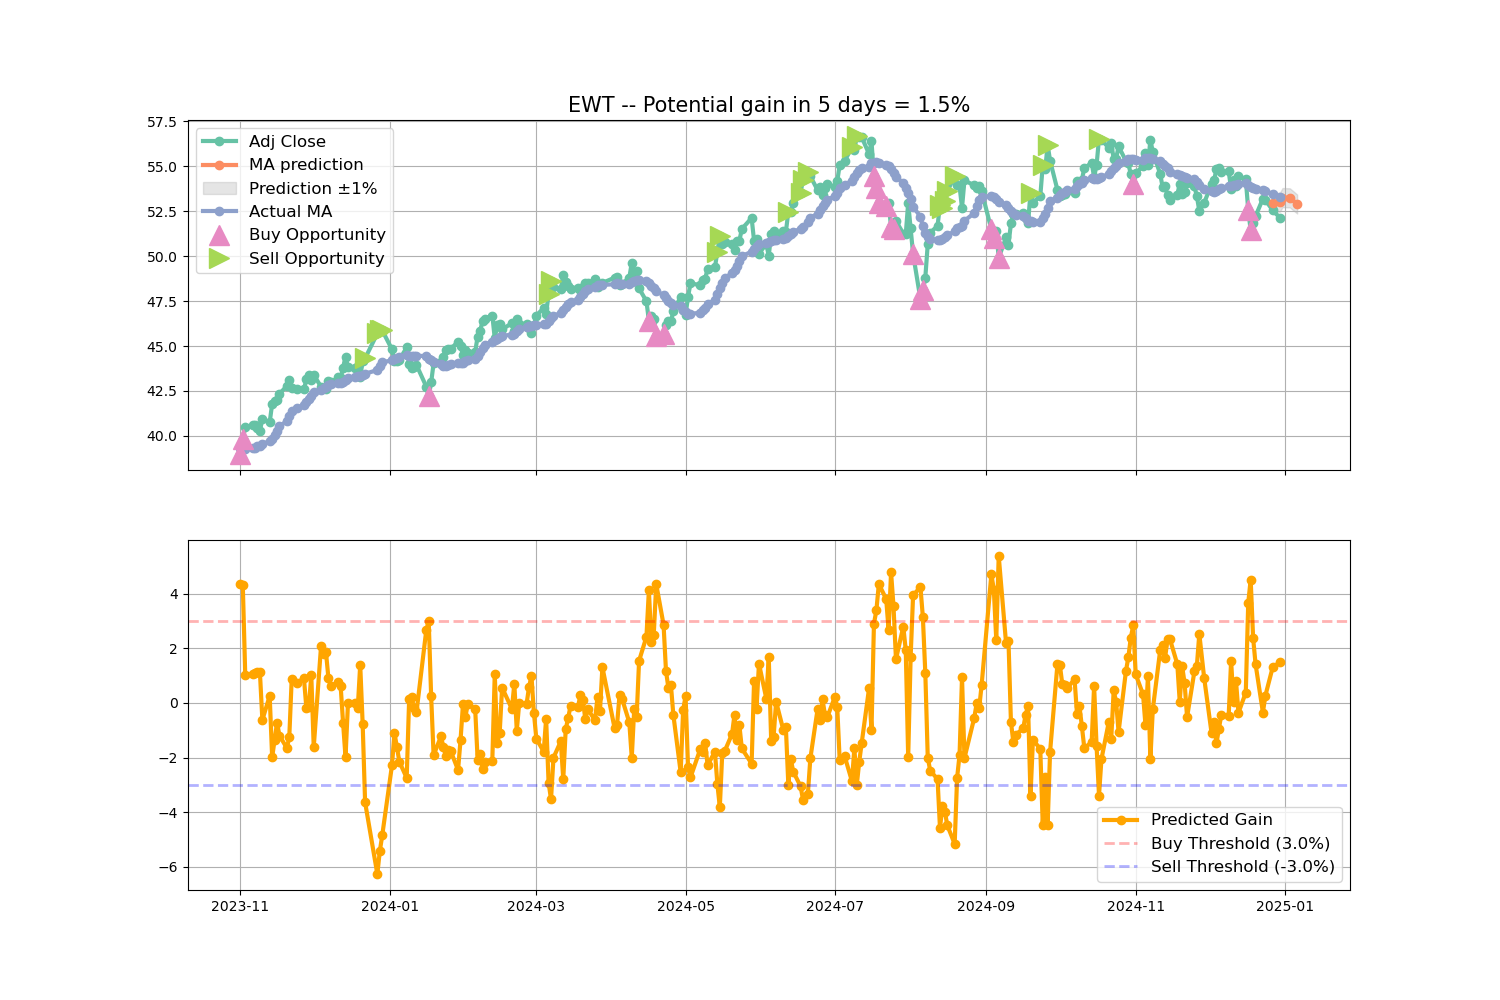 EWT -- Potential gain in 5 days = 1.5%
57.5
55.0
52.5
50.0
47.5
45.0
42.5
40.0
Adj Close
MA prediction
Prediction ±1%
Actual MA
Buy Opportunity
Sell Opportunity
4
2
0
−2
−4
−6
Predicted Gain
Buy Threshold (3.0%)
Sell Threshold (-3.0%)
2023-11
2024-01
2024-03
2024-05
2024-07
2024-09
2024-11
2025-01